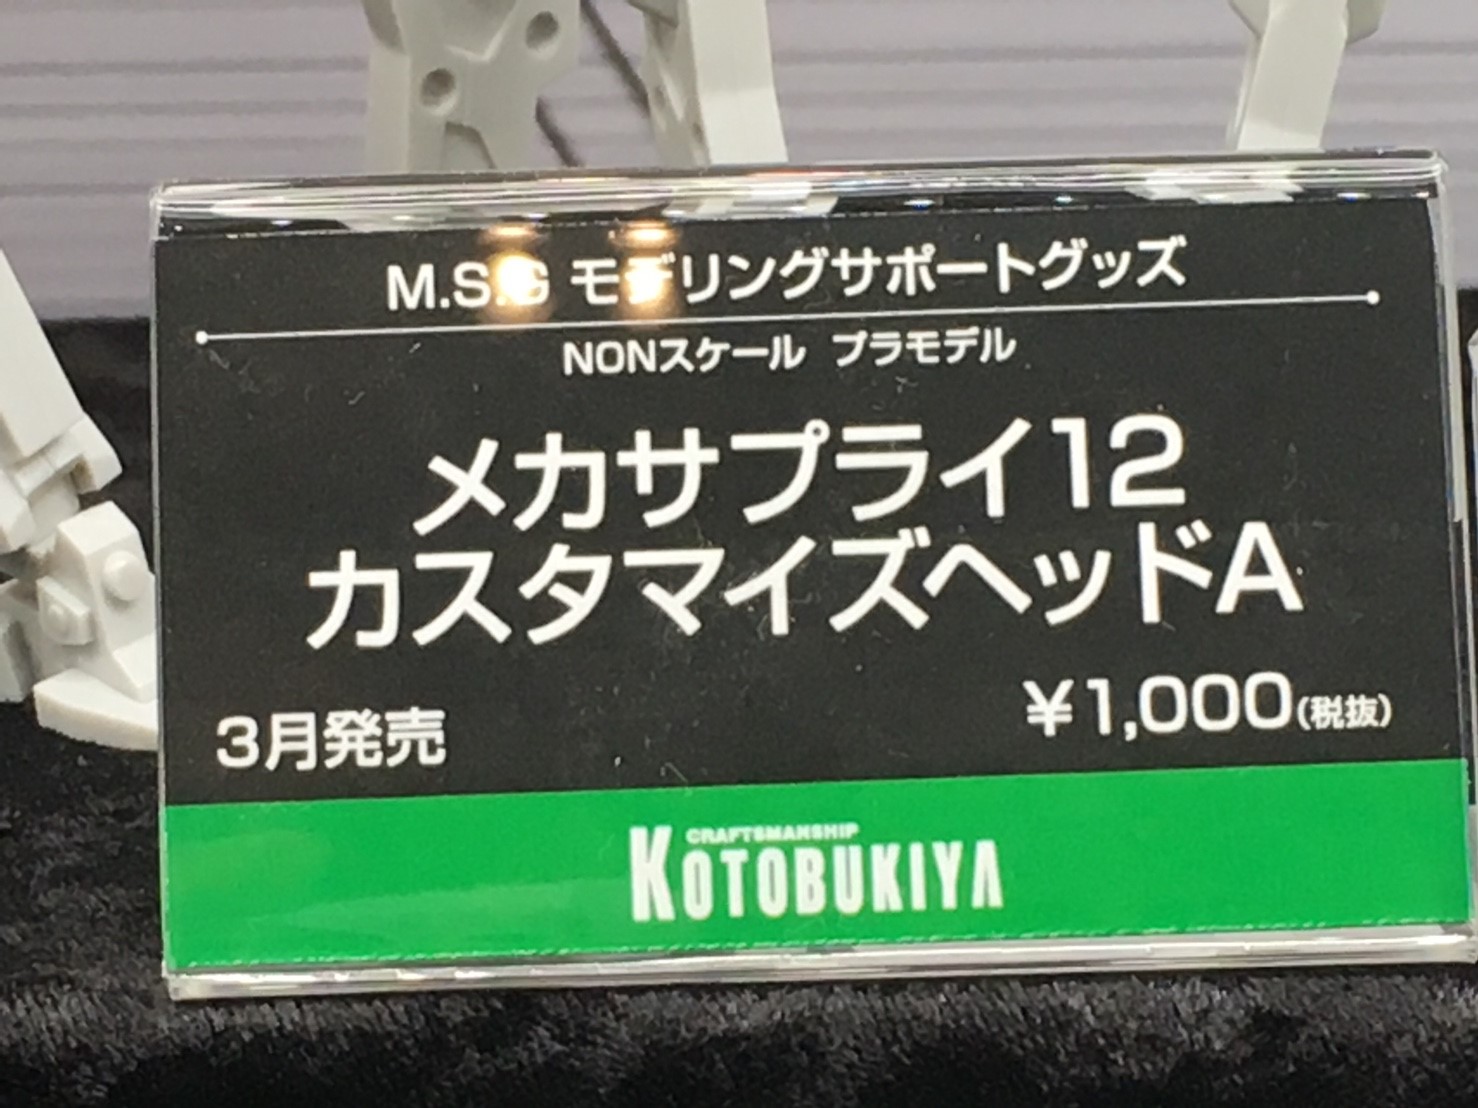 M.S.G モデリングサポートグッズ
NONスケール プラモデル
メカサプライ12
カスタマイズヘッドA
3月発売
¥1,000(税抜)
CRAFTSMANSHIP
KOTOBUKIYA